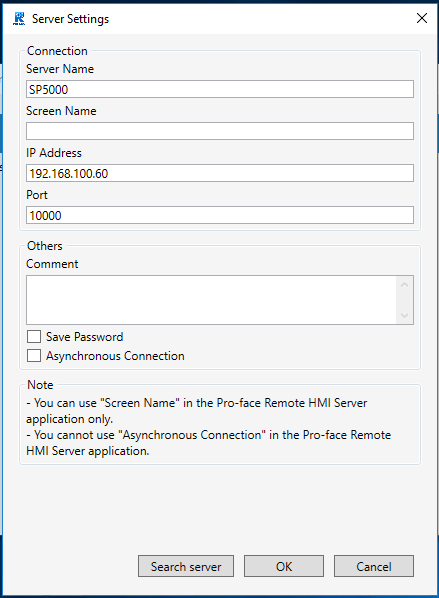 Server Settings
Connection
Server Name
SP5000
Screen Name
IP Address
192.168.100.60
Port
10000
Others
Comment
Save Password
Asynchronous Connection
Note
- You can use "Screen Name" in the Pro-face Remote HMI Server
application only.
- You cannot use "Asynchronous Connection" in the Pro-face Remote
HMI Server application.
Search server
OK
Cancel